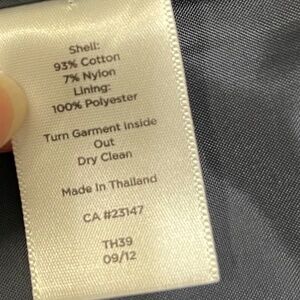 Shell:
93% Cotton
7% Nylon
Lining:
100% Polyester
Turn Garment Inside
Out
Dry Clean
Made In Thailand
CA #23147
TH39
09/12